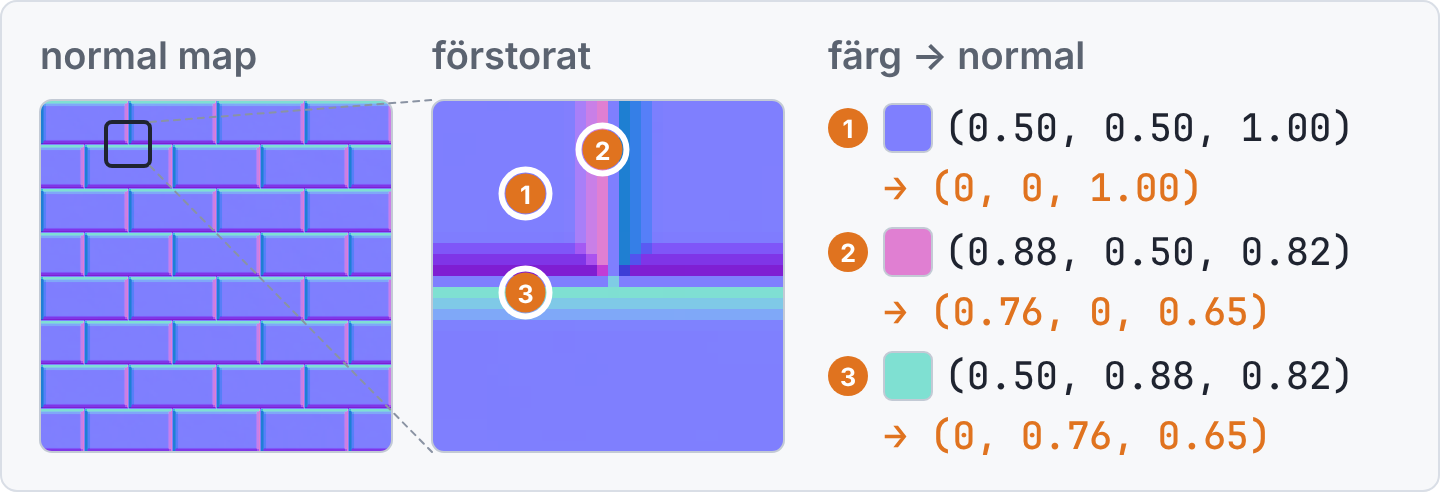 normal map
förstorat
1
2
3
färg → normal
1 (0.50, 0.50, 1.00)
→ (0, 0, 1.00)
2 (0.88, 0.50, 0.82)
→ (0.76, 0, 0.65)
3 (0.50, 0.88, 0.82)
→ (0, 0.76, 0.65)